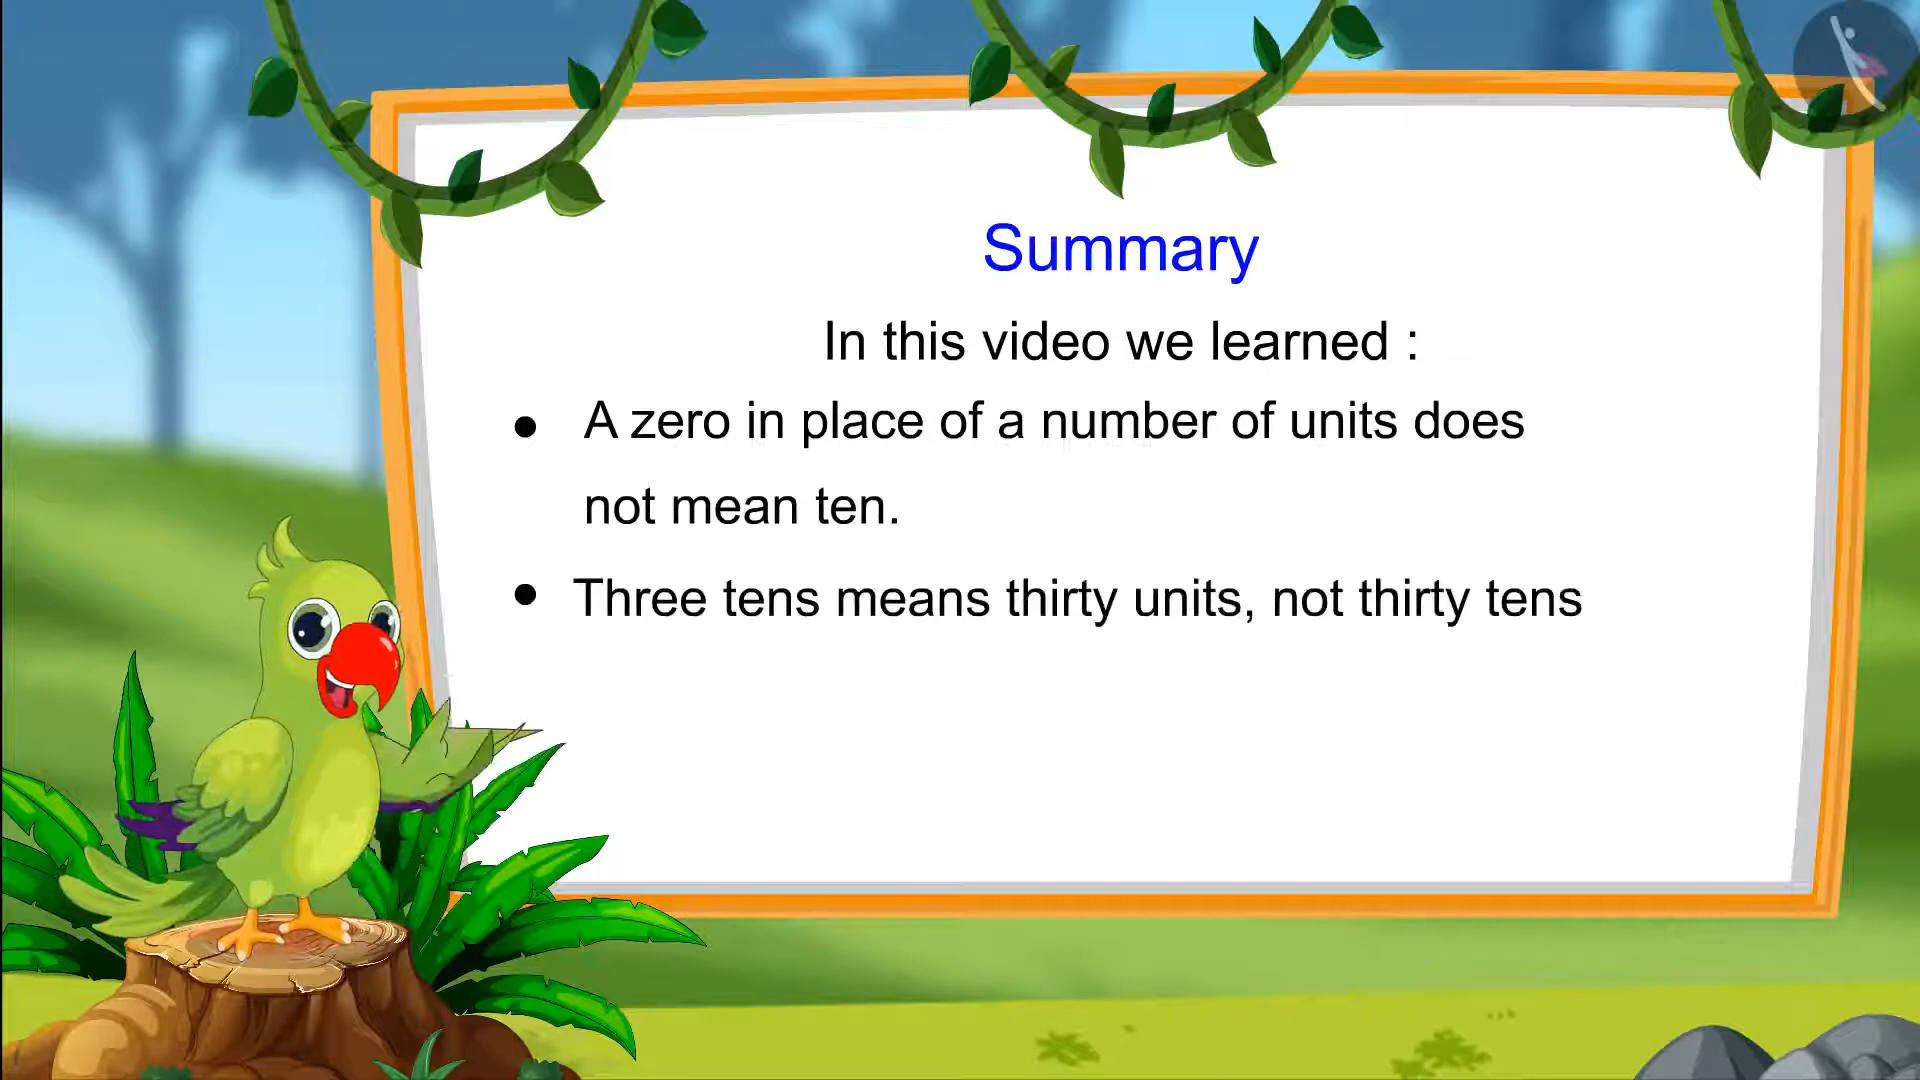 Summary
In this video we learned :
● A zero in place of a number of units does
not mean ten.
● Three tens means thirty units, not thirty tens